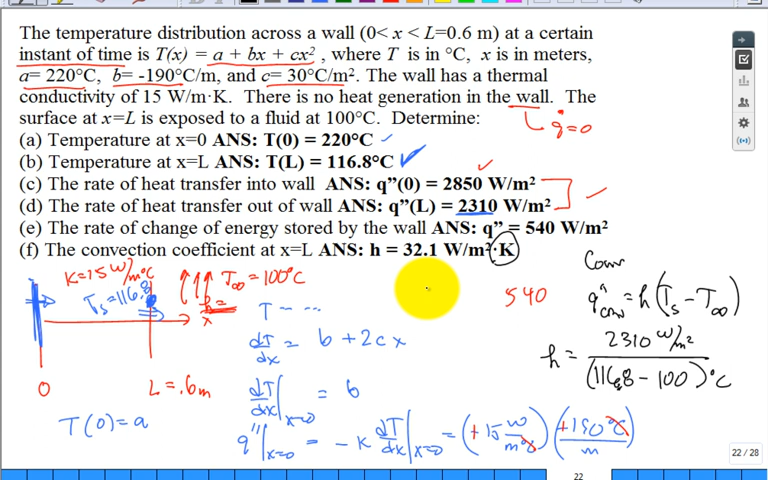 The temperature distribution across a wall (0< x < L=0.6 m) at a certain
instant of time is T(x) = a + bx + cx², where T is in °C, x is in meters,
a= 220°C, b= -190°C/m, and c= 30°C/m². The wall has a thermal
conductivity of 15 W/m·K. There is no heat generation in the wall. The
surface at x=L is exposed to a fluid at 100°C. Determine:
q̇=0
(a) Temperature at x=0 ANS: T(0) = 220°C
(b) Temperature at x=L ANS: T(L) = 116.8°C
(c) The rate of heat transfer into wall ANS: q”(0) = 2850 W/m²
(d) The rate of heat transfer out of wall ANS: q”(L) = 2310 W/m²
(e) The rate of change of energy stored by the wall ANS: q” = 540 W/m²
(f) The convection coefficient at x=L ANS: h = 32.1 W/m²·K
Conv
K=15 W/m°C
T∞ = 100°C
Ts=116.8
h=
x
0
L = .6m
T(0) = a
T - ...
dT/dx = b + 2cx
dT/dx|x=0 = b
q"|x=0 = -K dT/dx|x=0 = (+15 W/m°C)(+190°C/m)
540
q"conv = h(Ts - T∞)
h = 2310 W/m² / (116.8 - 100)°C
22 / 28
22